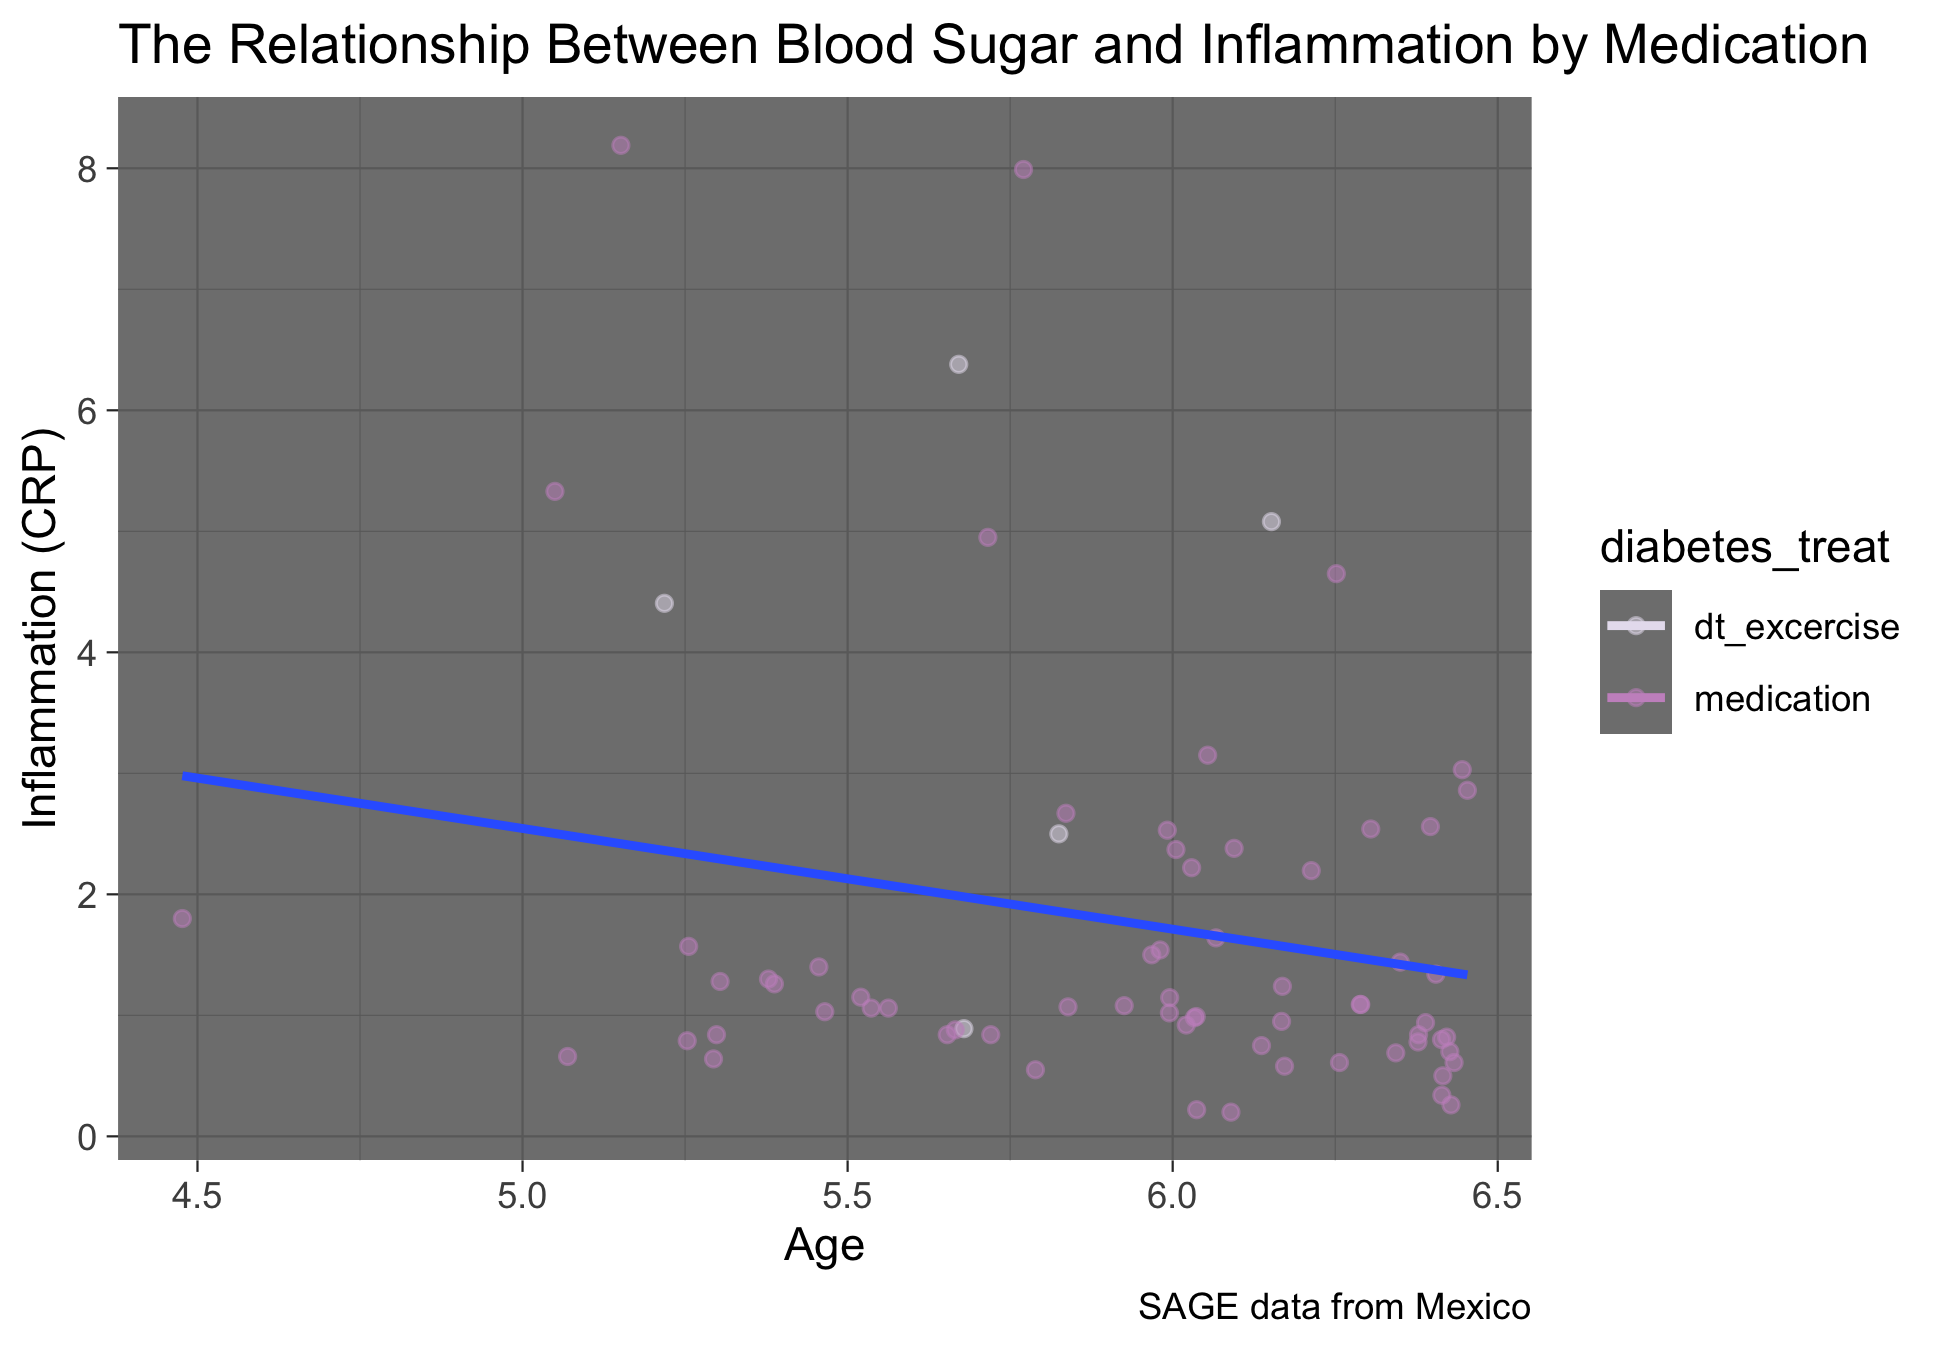 The Relationship Between Blood Sugar and Inflammation by Medication
8
6
4
2
0
Inflammation (CRP)
4.5 5.0 5.5 6.0 6.5
Age
SAGE data from Mexico
diabetes_treat
dt_excercise
medication